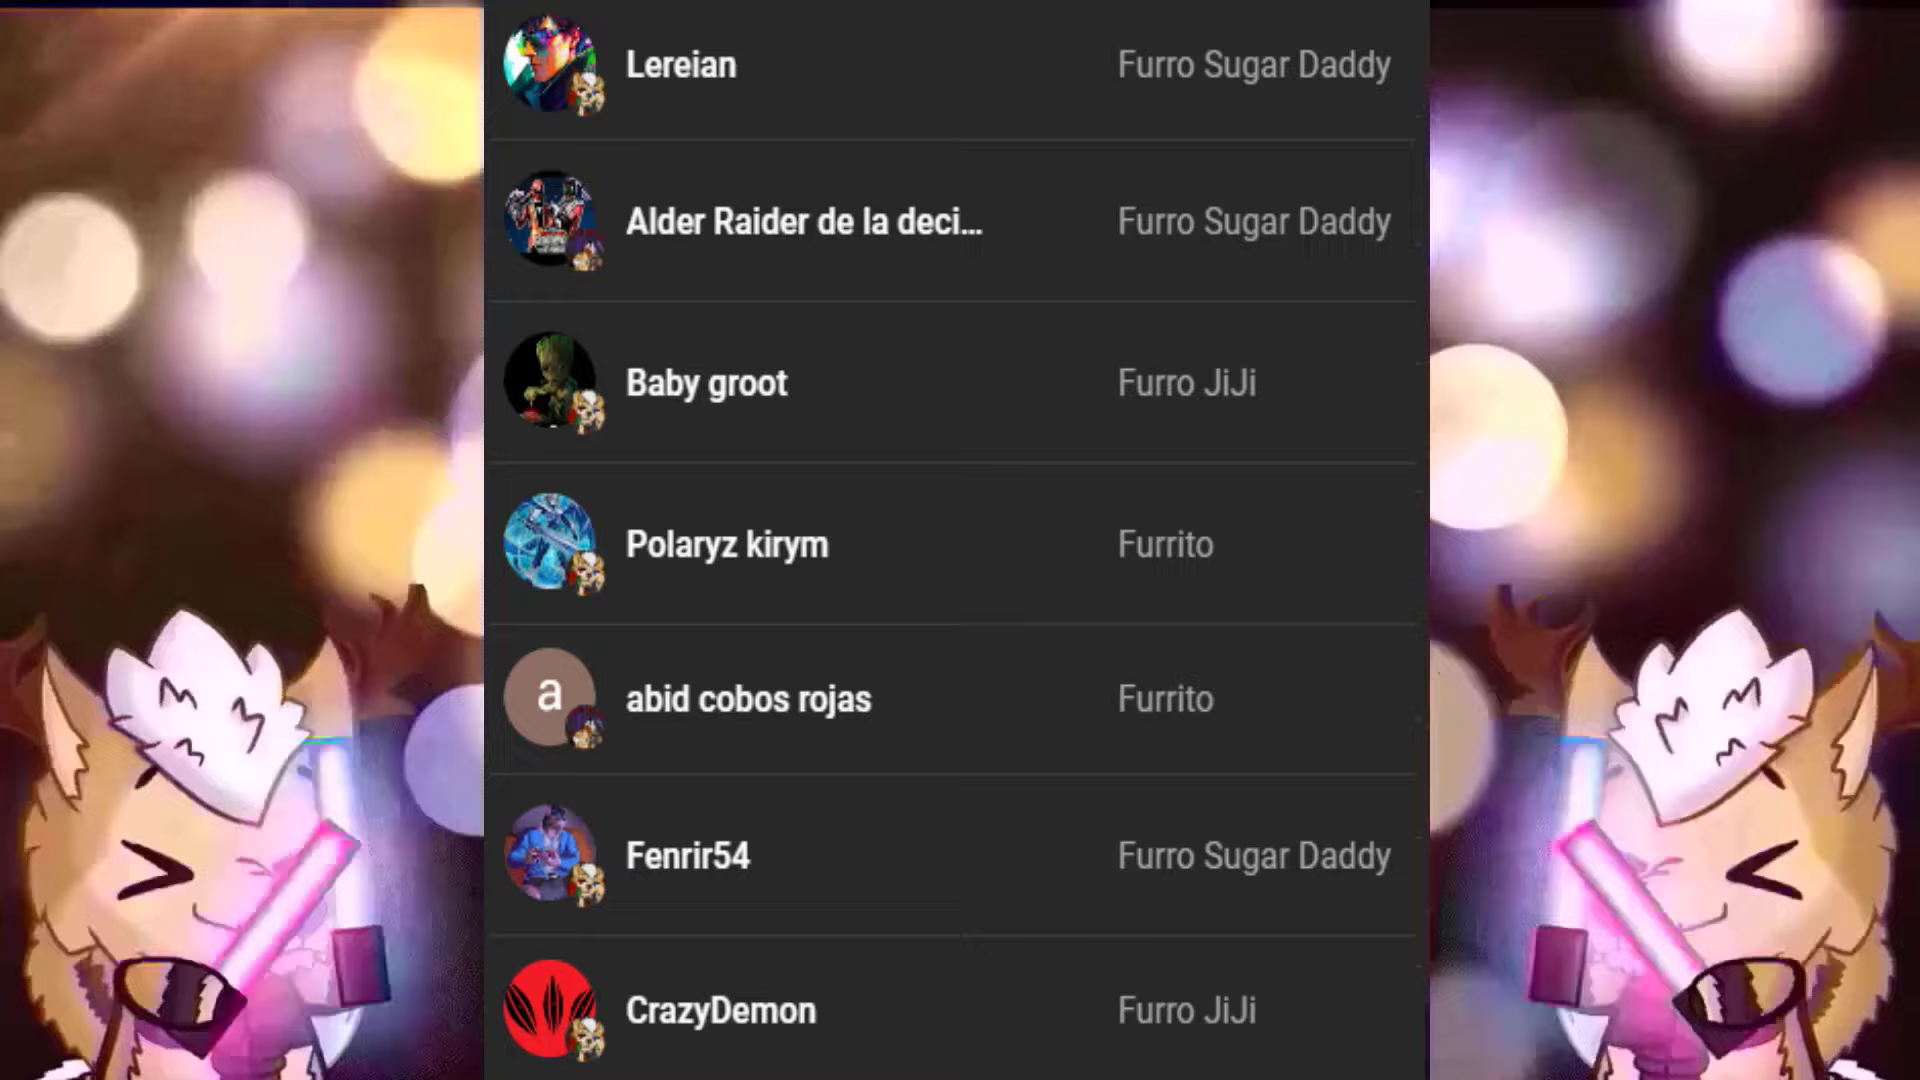 Lereian Furro Sugar Daddy
Alder Raider de la deci... Furro Sugar Daddy
Baby groot Furro JiJi
Polaryz kirym Furrito
a abid cobos rojas Furrito
Fenrir54 Furro Sugar Daddy
CrazyDemon Furro JiJi